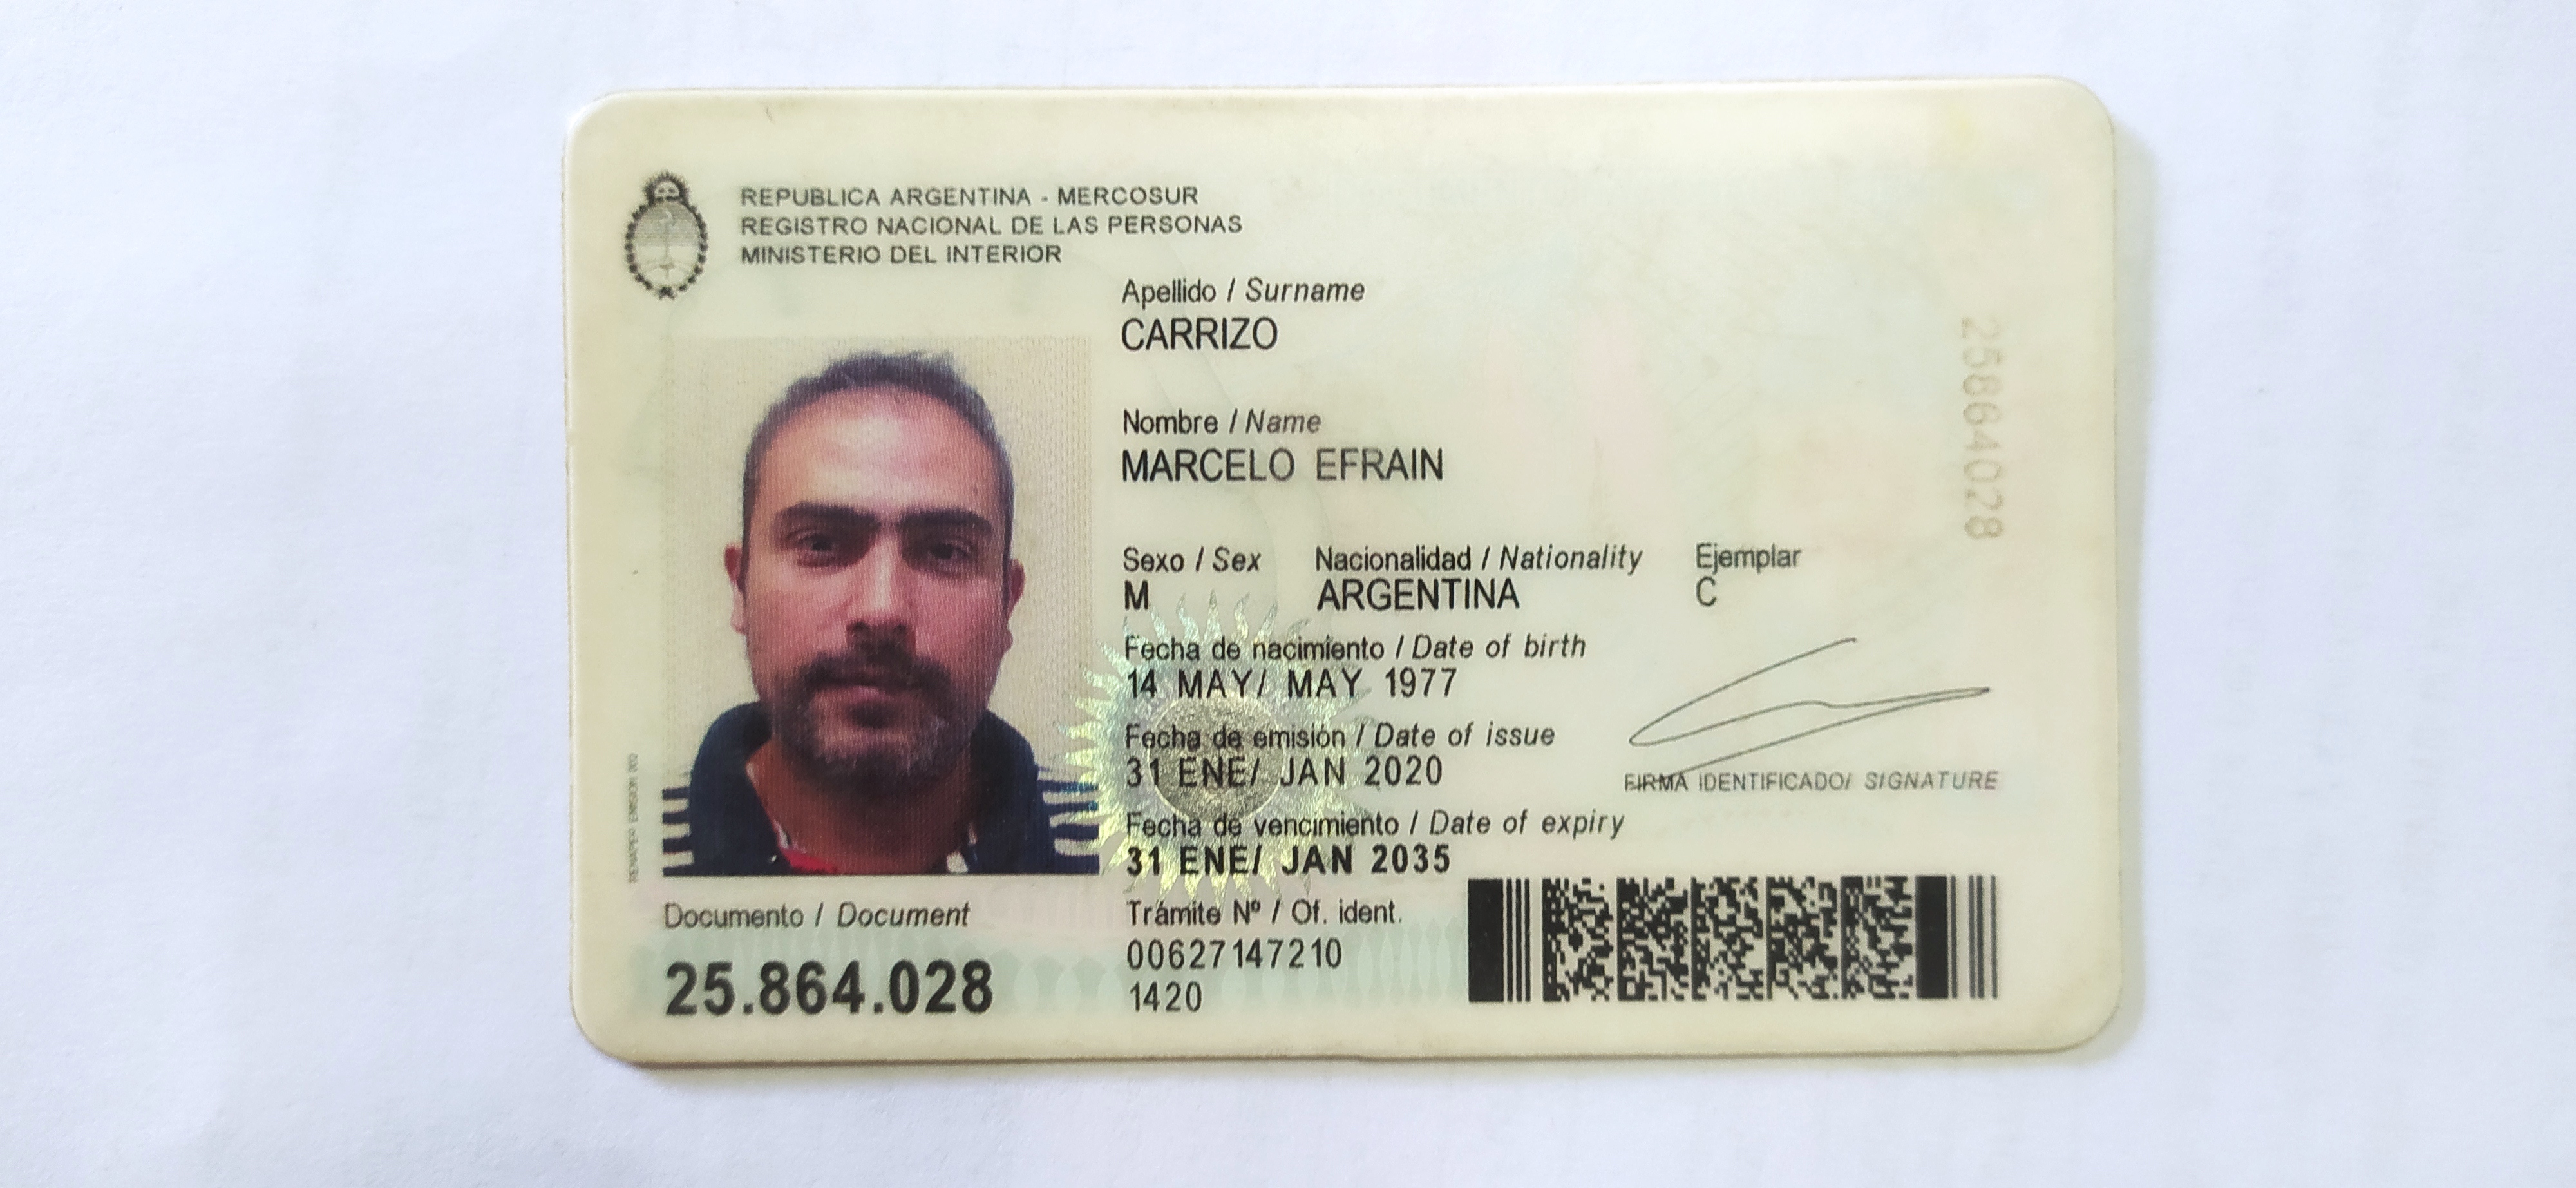 REPUBLICA ARGENTINA - MERCOSUR
REGISTRO NACIONAL DE LAS PERSONAS
MINISTERIO DEL INTERIOR
Apellido / Surname
CARRIZO
Nombre / Name
MARCELO EFRAIN
Sexo / Sex Nacionalidad / Nationality Ejemplar
M ARGENTINA C
Fecha de nacimiento / Date of birth
14 MAY/ MAY 1977
Fecha de emisión / Date of issue
31 ENE/ JAN 2020
Fecha de vencimiento / Date of expiry
31 ENE/ JAN 2035
FIRMA IDENTIFICADO/ SIGNATURE
RENAPER EMISION 002
Documento / Document
25.864.028
Trámite Nº / Of. ident.
00627147210
1420
25864028